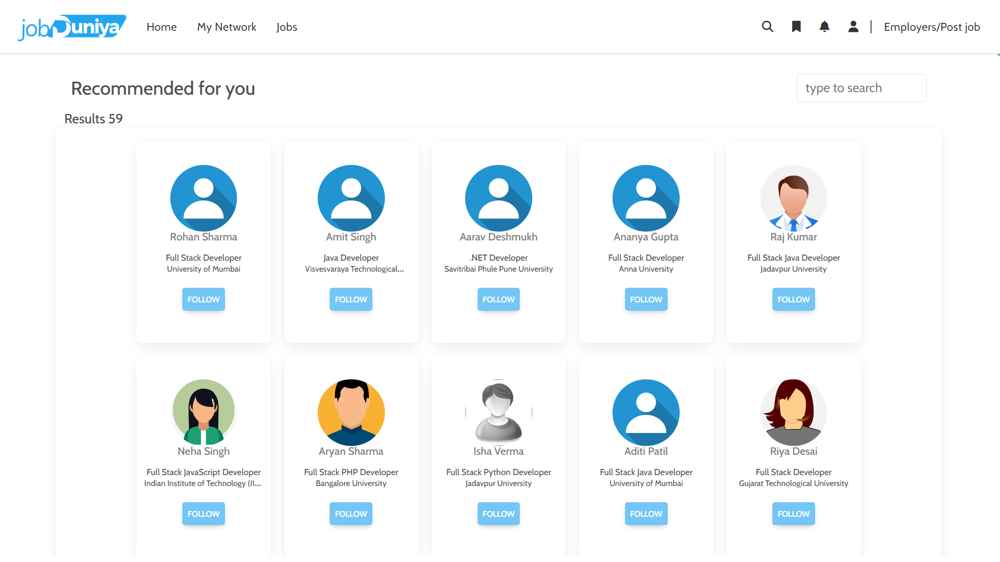 jobDuniya Home My Network Jobs Employers/Post job
Recommended for you type to search
Results 59
Rohan Sharma
Full Stack Developer
University of Mumbai
FOLLOW
Amit Singh
Java Developer
Visvesvaraya Technological...
FOLLOW
Aarav Deshmukh
.NET Developer
Savitribai Phule Pune University
FOLLOW
Ananya Gupta
Full Stack Developer
Anna University
FOLLOW
Raj Kumar
Full Stack Java Developer
Jadavpur University
FOLLOW
Neha Singh
Full Stack JavaScript Developer
Indian Institute of Technology (II...
FOLLOW
Aryan Sharma
Full Stack PHP Developer
Bangalore University
FOLLOW
Isha Verma
Full Stack Python Developer
Jadavpur University
FOLLOW
Aditi Patil
Full Stack Java Developer
University of Mumbai
FOLLOW
Riya Desai
Full Stack Developer
Gujarat Technological University
FOLLOW